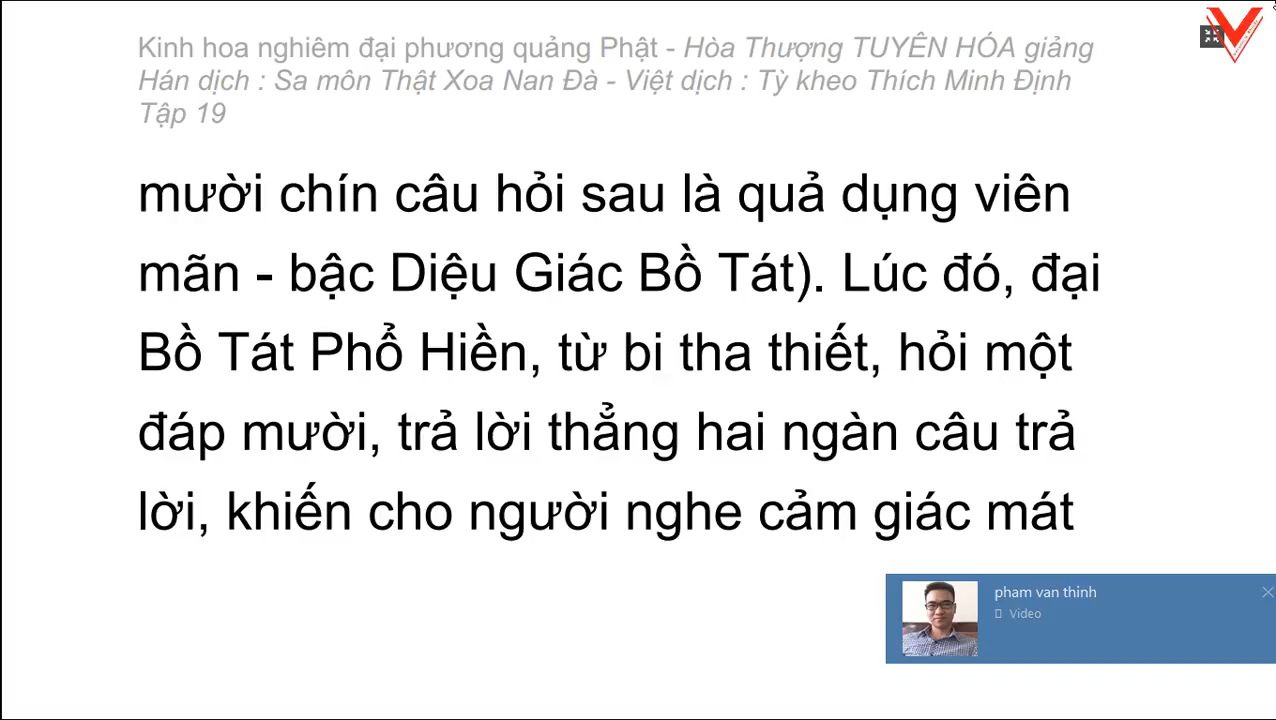 Kinh hoa nghiêm đại phương quảng Phật - Hòa Thượng TUYÊN HÓA giảng
Hán dịch : Sa môn Thật Xoa Nan Đà - Việt dịch : Tỳ kheo Thích Minh Định
Tập 19
mười chín câu hỏi sau là quả dụng viên
mãn - bậc Diệu Giác Bồ Tát). Lúc đó, đại
Bồ Tát Phổ Hiền, từ bi tha thiết, hỏi một
đáp mười, trả lời thẳng hai ngàn câu trả
lời, khiến cho người nghe cảm giác mát
pham van thinh
Video